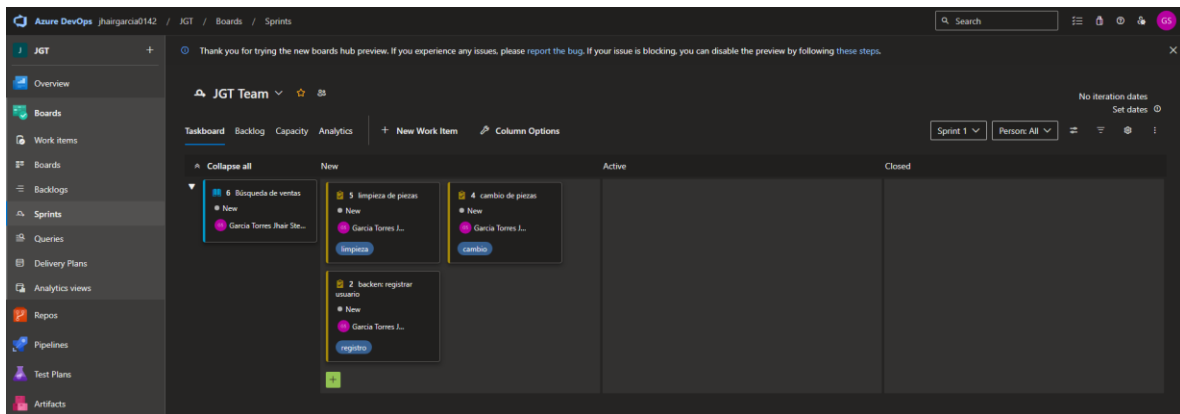 Azure DevOps jhairgarcia0142 / JGT / Boards / Sprints
Search
GS
J JGT +
Thank you for trying the new boards hub preview. If you experience any issues, please report the bug. If your issue is blocking, you can disable the preview by following these steps.
Overview
Boards
Work items
Boards
Backlogs
Sprints
Queries
Delivery Plans
Analytics views
Repos
Pipelines
Test Plans
Artifacts
JGT Team
No iteration dates
Set dates
Taskboard Backlog Capacity Analytics + New Work Item Column Options
Sprint 1 Person: All
Collapse all New Active Closed
6 Búsqueda de ventas
New
Garcia Torres Jhair Ste...
5 limpieza de piezas
New
Garcia Torres J...
limpieza
4 cambio de piezas
New
Garcia Torres J...
cambio
2 backen: registrar
usuario
New
Garcia Torres J...
registro
+